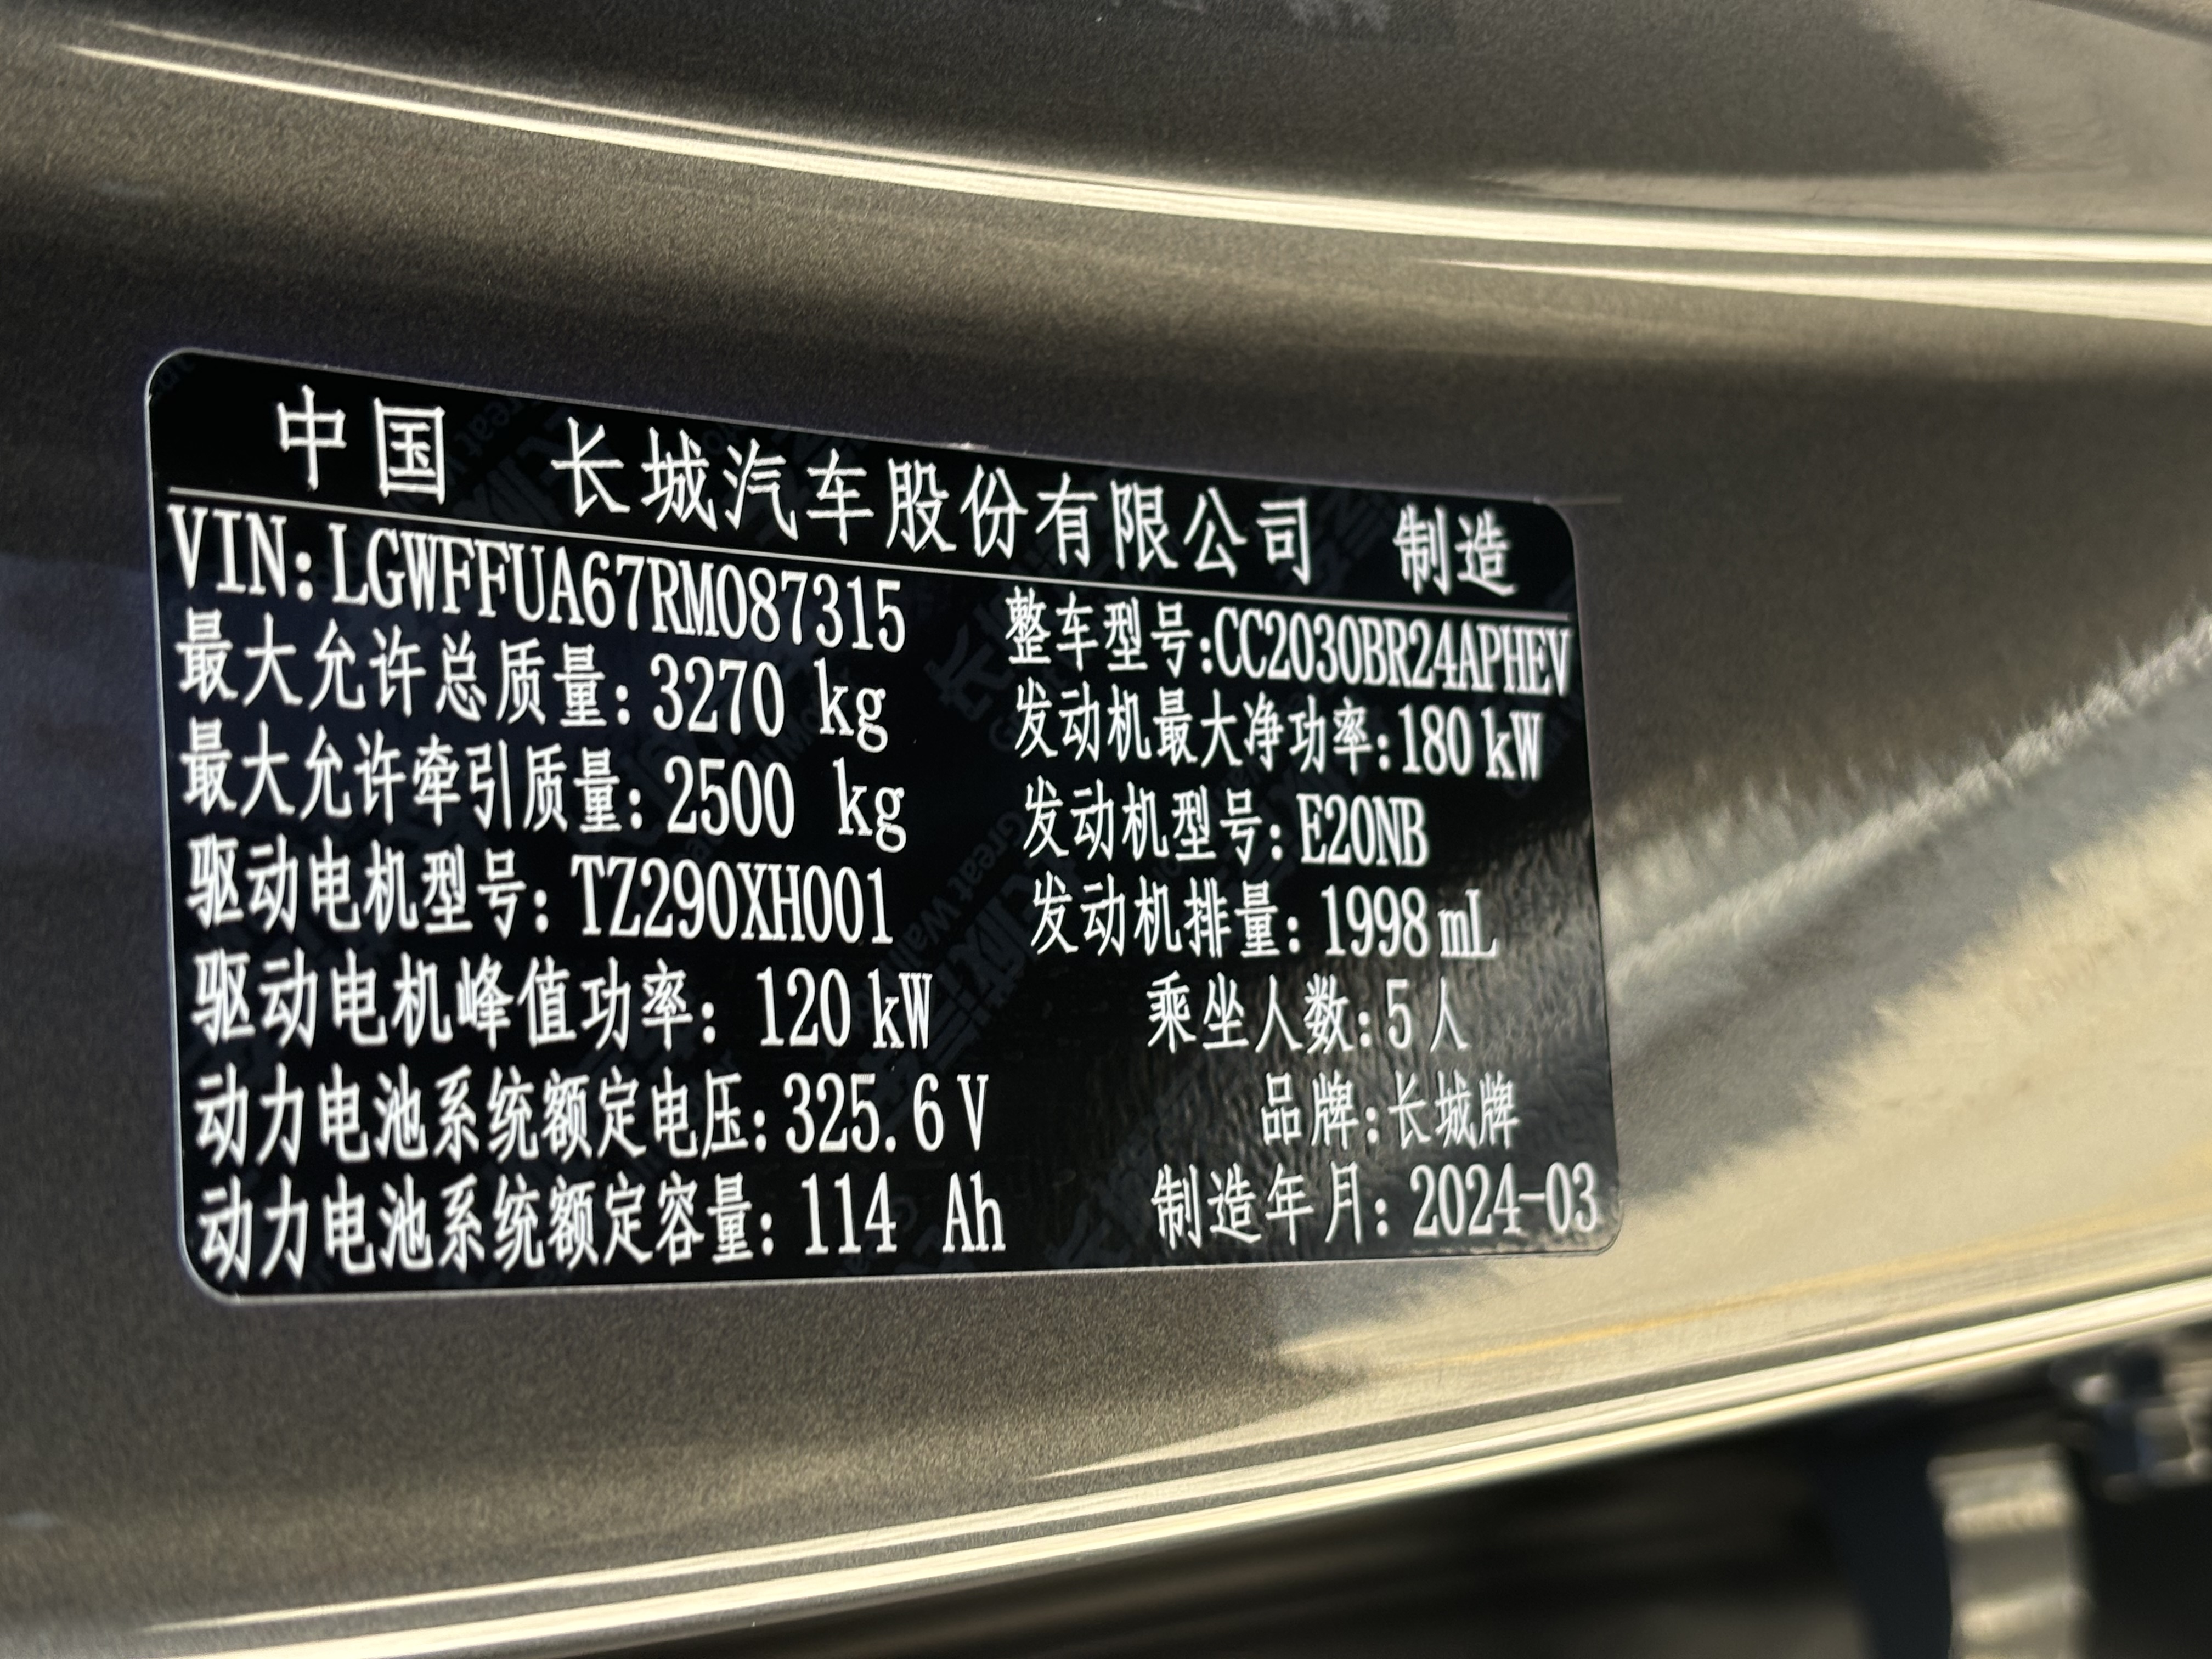 中国 长城汽车股份有限公司 制造
VIN:LGWFFUA67RM087315
整车型号:CC2030BR24APHEV
最大允许总质量: 3270 kg
发动机最大净功率:180 kW
最大允许牵引质量: 2500 kg
发动机型号: E20NB
驱动电机型号: TZ290XH001
发动机排量: 1998 mL
驱动电机峰值功率: 120 kW
乘坐人数: 5 人
动力电池系统额定电压: 325.6 V
品牌:长城牌
动力电池系统额定容量: 114 Ah
制造年月: 2024-03